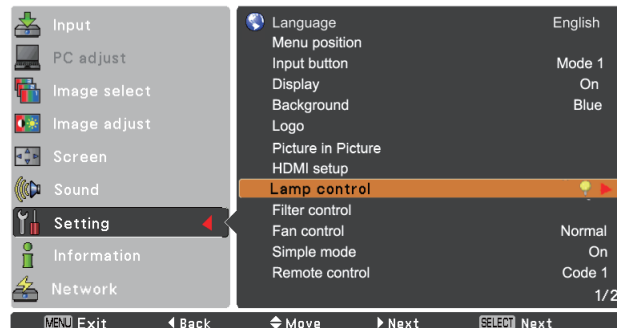 Input
PC adjust
Image select
Image adjust
Screen
Sound
Setting
Information
Network
Language English
Menu position
Input button Mode 1
Display On
Background Blue
Logo
Picture in Picture
HDMI setup
Lamp control
Filter control
Fan control Normal
Simple mode On
Remote control Code 1
1/2
MENU Exit Back Move Next SELECT Next